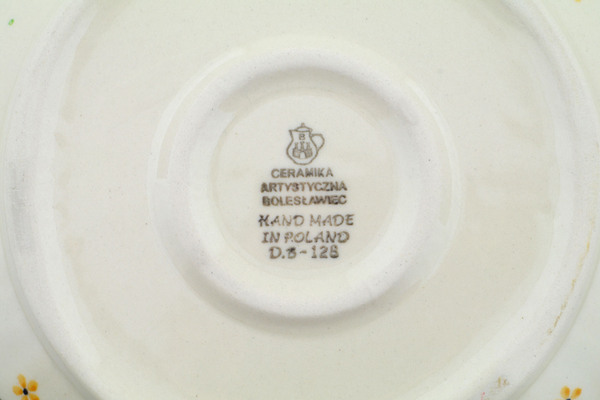 B
CERAMIKA
ARTYSTYCZNA
BOLESŁAWIEC
HAND MADE
IN POLAND
D.B-128